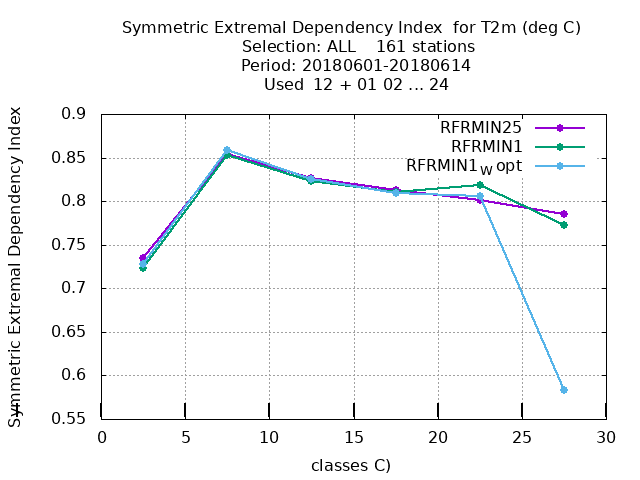 Symmetric Extremal Dependency Index for T2m (deg C)
Selection: ALL 161 stations
Period: 20180601-20180614
Used 12 + 01 02 ... 24
Symmetric Extremal Dependency Index
0.9
0.85
0.8
0.75
0.7
0.65
0.6
0.55
RFRMIN25
RFRMIN1
RFRMIN1W opt
0 5 10 15 20 25 30
classes C)